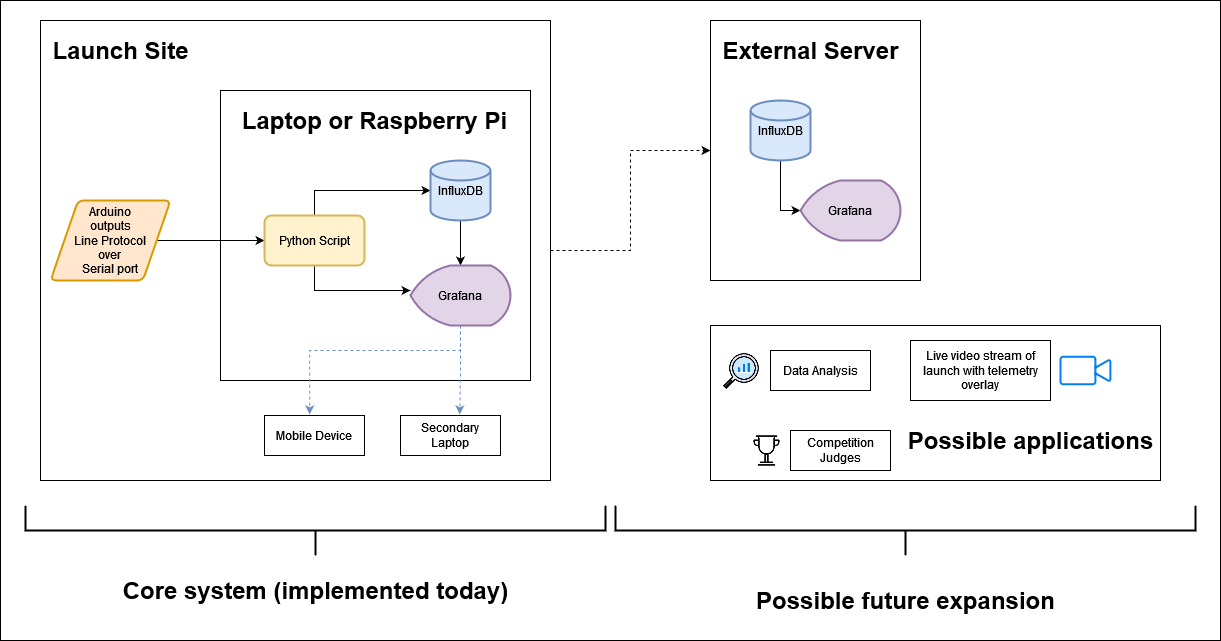 Launch Site
Laptop or Raspberry Pi
Arduino
outputs
Line Protocol
over
Serial port
Python Script
InfluxDB
Grafana
Mobile Device
Secondary
Laptop
External Server
InfluxDB
Grafana
Data Analysis
Live video stream of
launch with telemetry
overlay
Competition
Judges
Possible applications
Core system (implemented today)
Possible future expansion